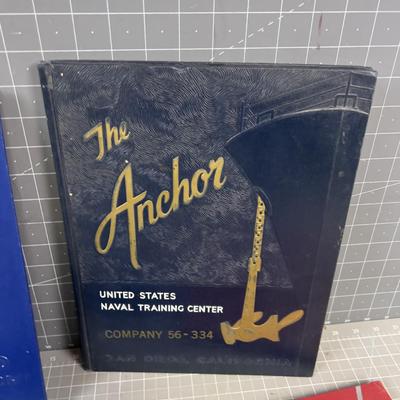 The
Anchor
UNITED STATES
NAVAL TRAINING CENTER
COMPANY 56-334
SAN DIEGO, CALIFORNIA